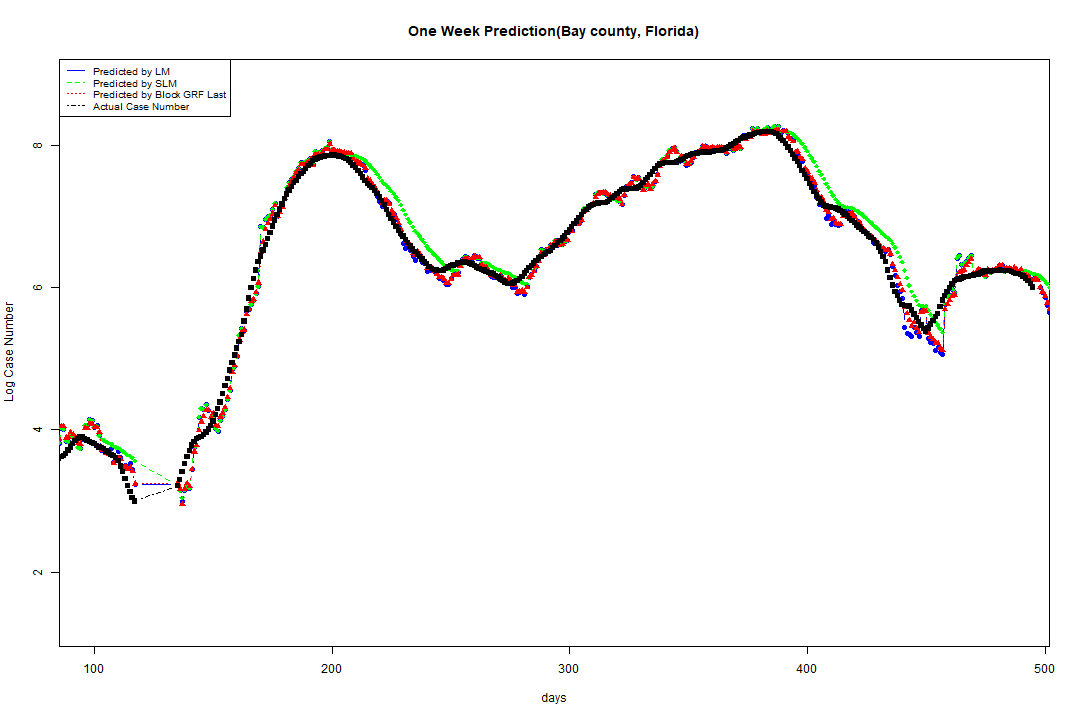 One Week Prediction(Bay county, Florida)
Predicted by LM
Predicted by SLM
Predicted by Block GRF Last
Actual Case Number
8
6
4
2
Log Case Number
100 200 300 400 500
days